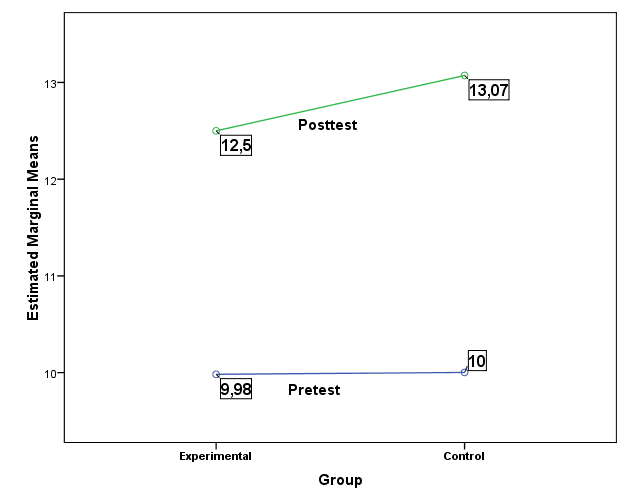 13
13,07
Posttest
12,5
12
Estimated Marginal Means
11
10
10
9,98
Pretest
Experimental
Control
Group